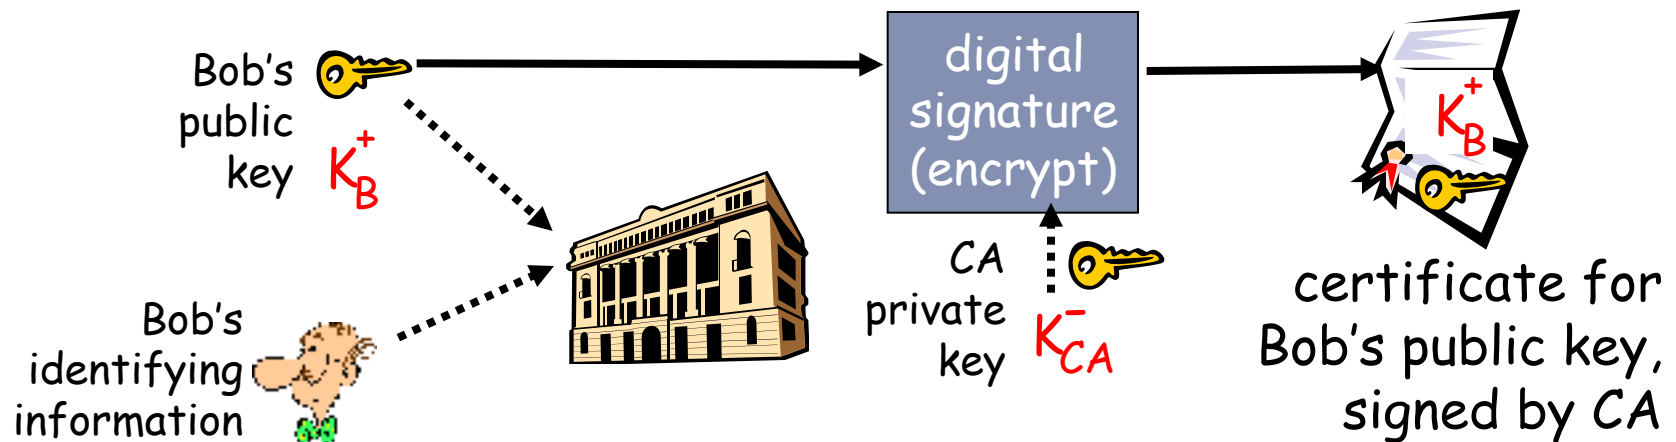 Bob's
public
key
K_B^+
digital
signature
(encrypt)
K_B^+
CA
private
key
K_CA^-
certificate for
Bob's public key,
signed by CA
Bob's
identifying
information